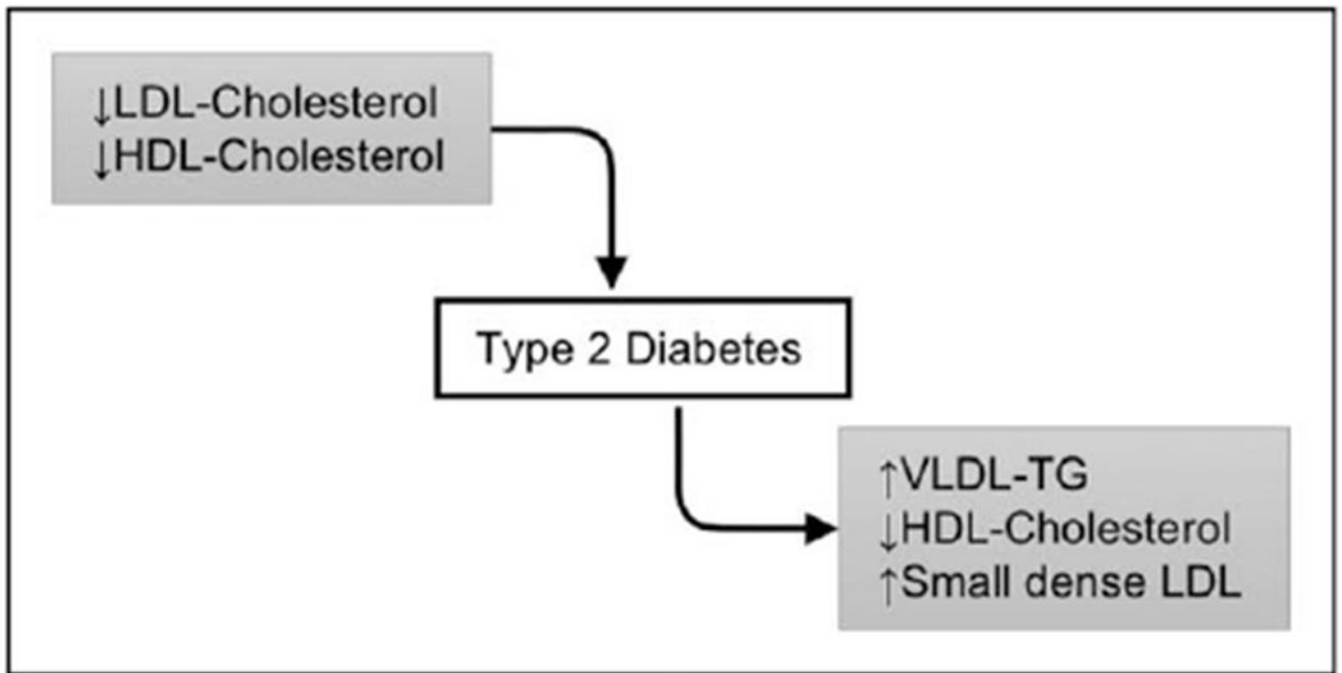 ↓LDL-Cholesterol
↓HDL-Cholesterol
Type 2 Diabetes
↑VLDL-TG
↓HDL-Cholesterol
↑Small dense LDL